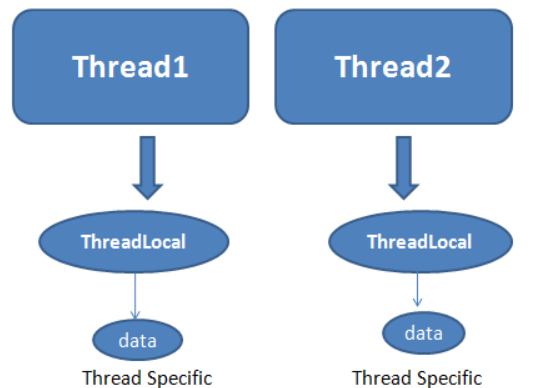 Thread1
Thread2
ThreadLocal
ThreadLocal
data
data
Thread Specific
Thread Specific